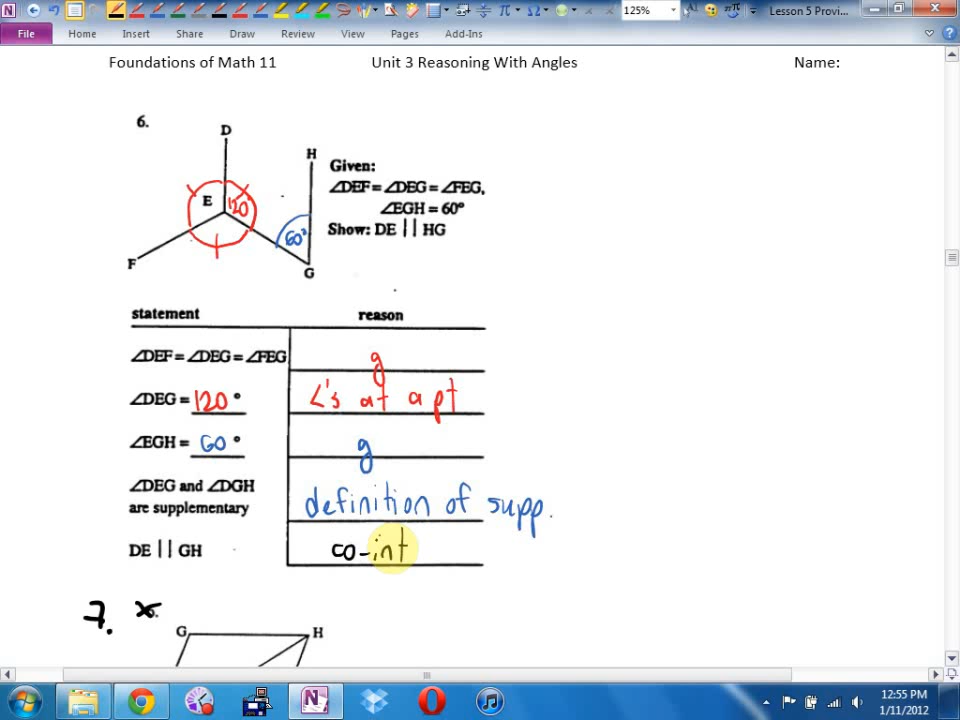 125% Lesson 5 Provi...
File Home Insert Share Draw Review View Pages Add-Ins
Foundations of Math 11 Unit 3 Reasoning With Angles Name:
6.
D
H
E
120°
60°
F
G
Given:
∠DEF = ∠DEG = ∠FEG,
∠EGH = 60°
Show: DE || HG
statement reason
∠DEF = ∠DEG = ∠FEG g
∠DEG = 120° ∠'s at a pt
∠EGH = 60° g
∠DEG and ∠DGH
are supplementary definition of supp.
DE || GH co-int
7.
G H
12:55 PM
1/11/2012